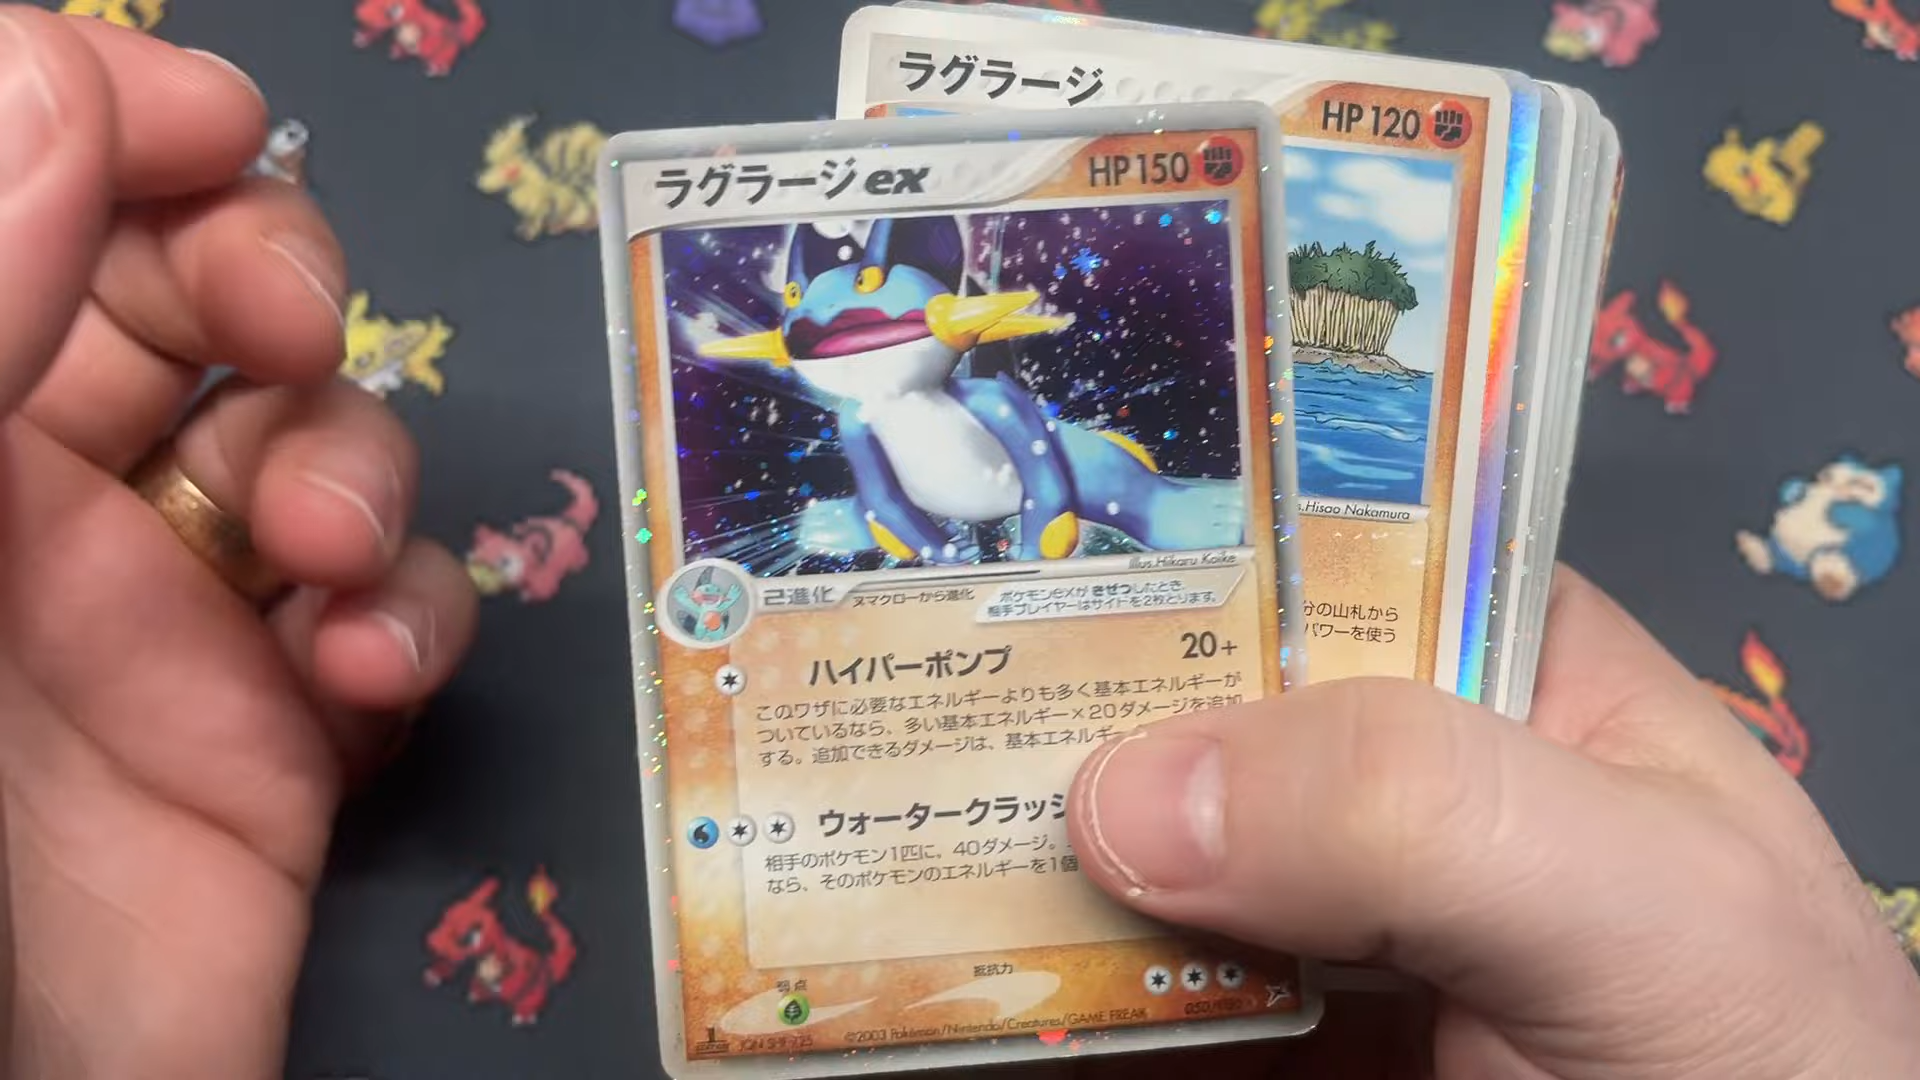 ラグラージ
HP 120
s.Hisao Nakamura
分の山札から
パワーを使う
ラグラージex
HP 150
Illus.Hikaru Koike
2進化
ヌマクローから進化
ポケモンexがきぜつしたとき
相手プレイヤーはサイドを2枚とります。
ハイパーポンプ
20+
このワザに必要なエネルギーよりも多く基本エネルギーが
ついているなら、多い基本エネルギー×20ダメージを追加
する。追加できるダメージは、基本エネルギー
ウォータークラッシ
相手のポケモン1匹に、40ダメージ。
なら、そのポケモンのエネルギーを1個
弱点
抵抗力
©2003 Pokémon/Nintendo/Creatures/GAME FREAK
1
EDITION